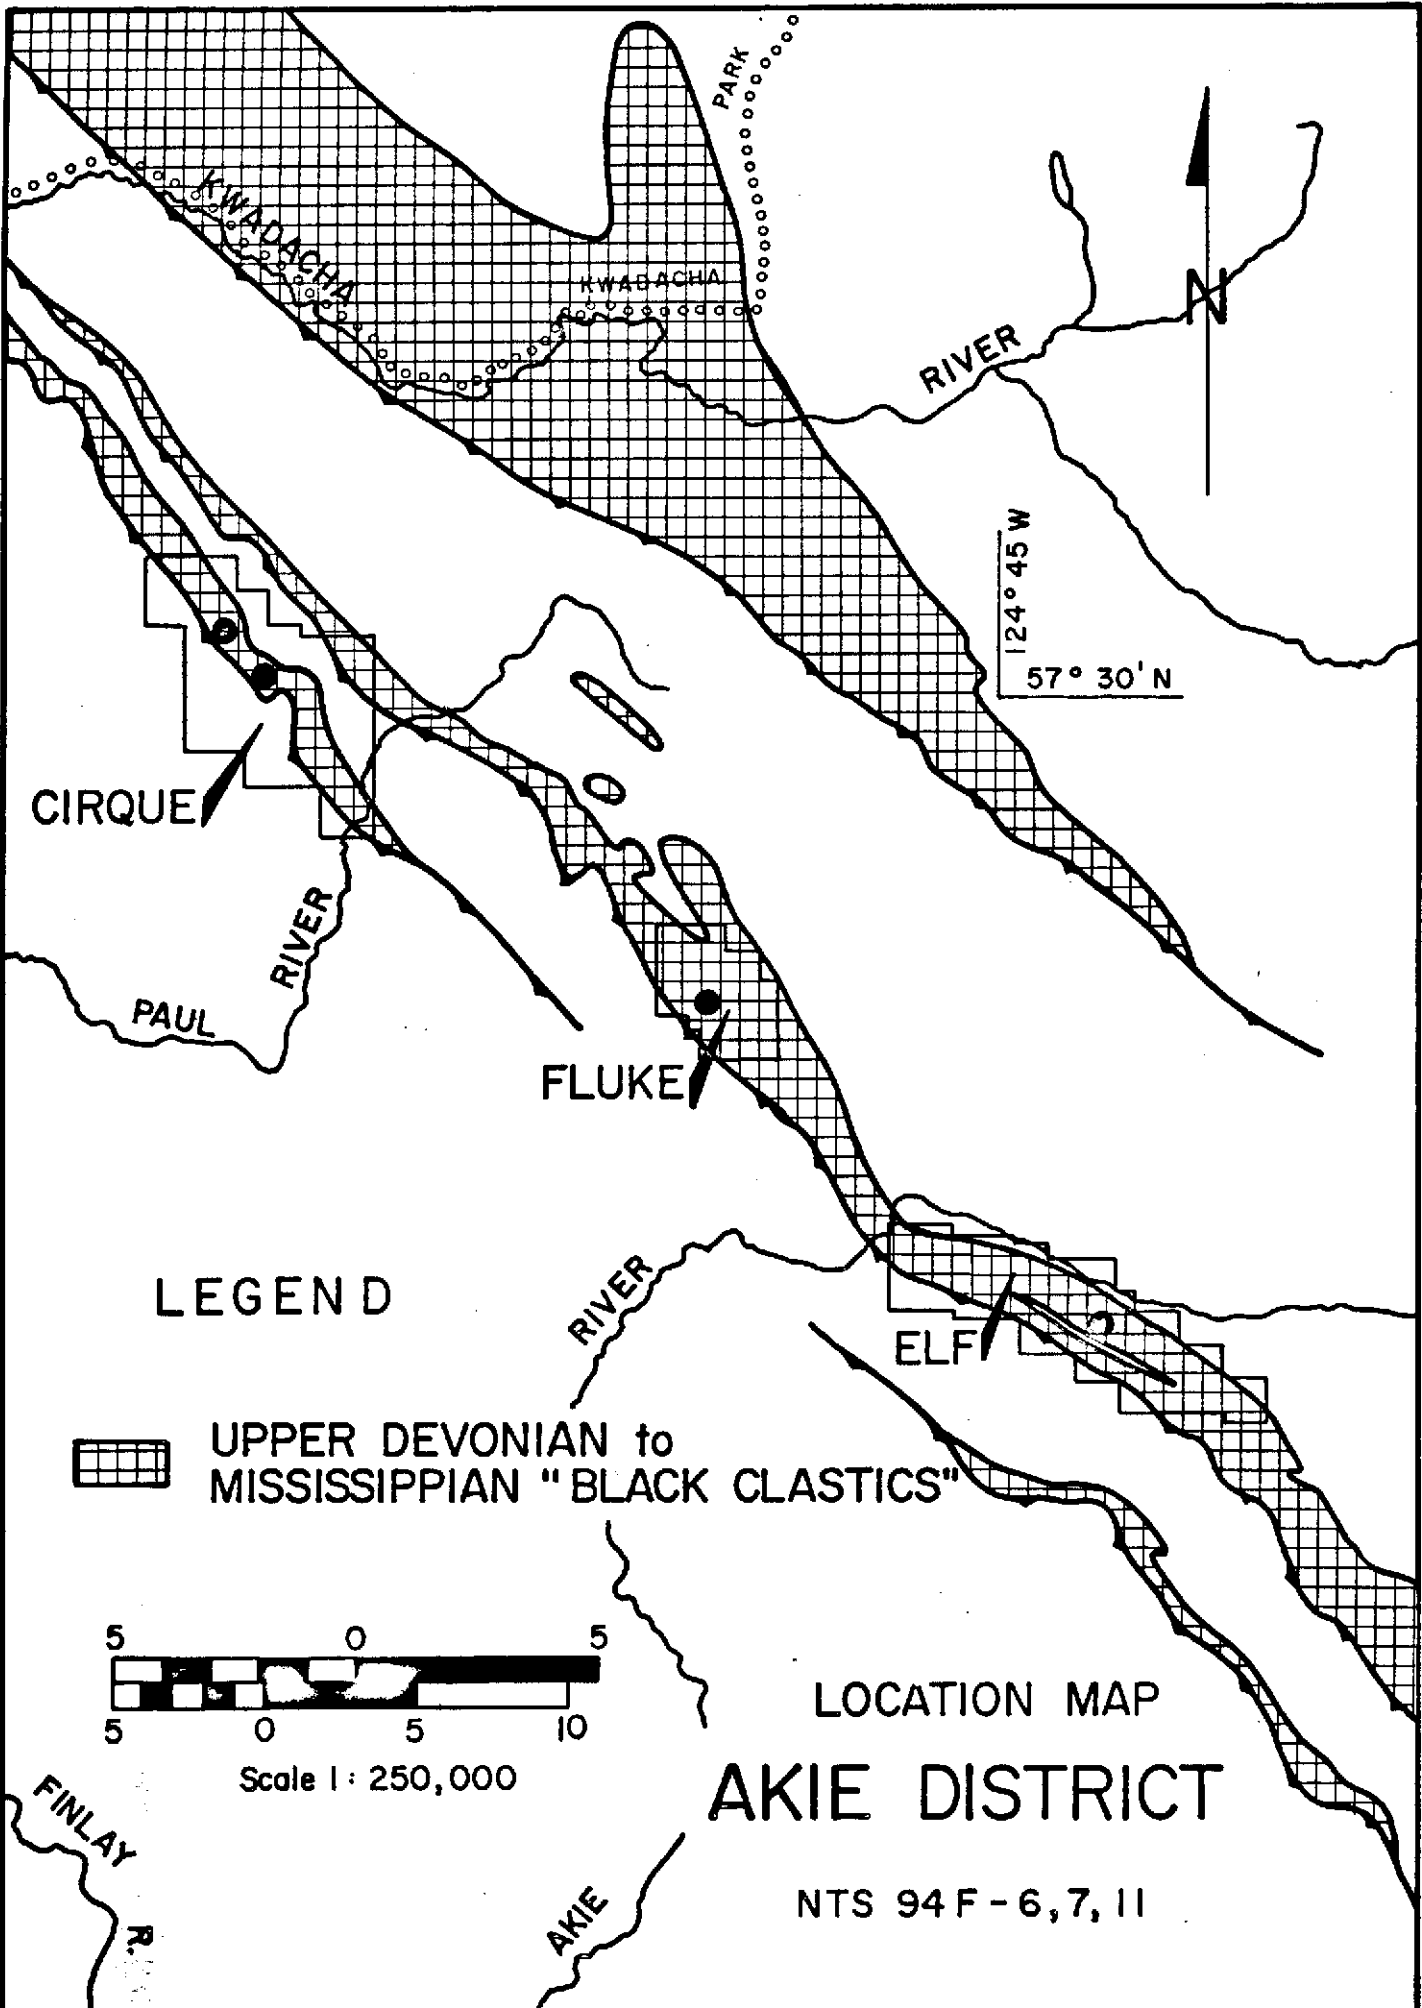 PARK
KWADACHA
KWADACHA
RIVER
N
124° 45 W
57° 30' N
CIRQUE
RIVER
PAUL
FLUKE
RIVER
ELF
LEGEND
UPPER DEVONIAN to
MISSISSIPPIAN "BLACK CLASTICS"
5 0 5
5 0 5 10
Scale 1: 250,000
LOCATION MAP
AKIE DISTRICT
NTS 94 F - 6, 7, 11
FINLAY
R.
AKIE